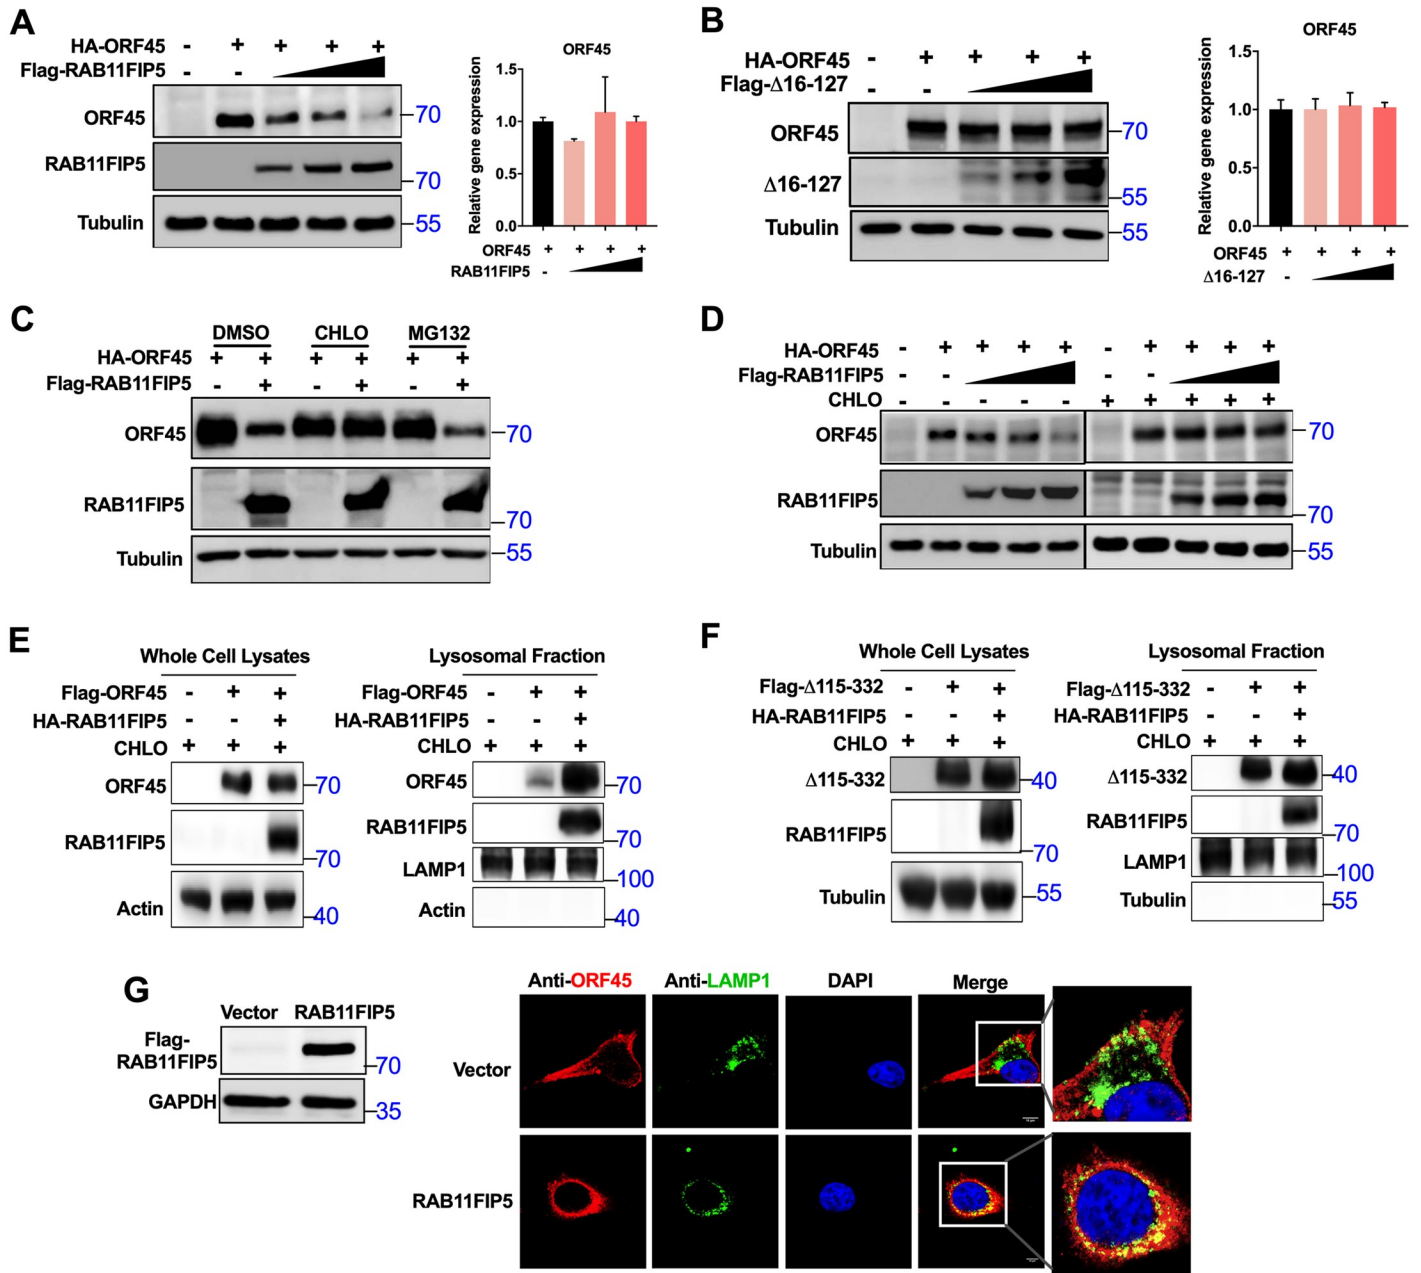 A
HA-ORF45 - + + + +
Flag-RAB11FIP5 - -
ORF45 70
RAB11FIP5 70
Tubulin 55
ORF45
Relative gene expression
1.5
1.0
0.5
0.0
ORF45 + + + +
RAB11FIP5 -
B
HA-ORF45 - + + + +
Flag-Δ16-127 - -
ORF45 70
Δ16-127 55
Tubulin 55
ORF45
Relative gene expression
1.5
1.0
0.5
0.0
ORF45 + + + +
Δ16-127 -
C
DMSO CHLO MG132
HA-ORF45 + + + + + +
Flag-RAB11FIP5 - + - + - +
ORF45 70
RAB11FIP5 70
Tubulin 55
D
HA-ORF45 - + + + + - + + + +
Flag-RAB11FIP5 - - - -
CHLO - - - - - + + + + +
ORF45 70
RAB11FIP5 70
Tubulin 55
E
Whole Cell Lysates
Flag-ORF45 - + +
HA-RAB11FIP5 - - +
CHLO + + +
ORF45 70
RAB11FIP5 70
Actin 40
Lysosomal Fraction
Flag-ORF45 - + +
HA-RAB11FIP5 - - +
CHLO + + +
ORF45 70
RAB11FIP5 70
LAMP1 100
Actin 40
F
Whole Cell Lysates
Flag-Δ115-332 - + +
HA-RAB11FIP5 - - +
CHLO + + +
Δ115-332 40
RAB11FIP5 70
Tubulin 55
Lysosomal Fraction
Flag-Δ115-332 - + +
HA-RAB11FIP5 - - +
CHLO + + +
Δ115-332 40
RAB11FIP5 70
LAMP1 100
Tubulin 55
G
Vector RAB11FIP5
Flag-
RAB11FIP5 70
GAPDH 35
Anti-ORF45 Anti-LAMP1 DAPI Merge
Vector
RAB11FIP5